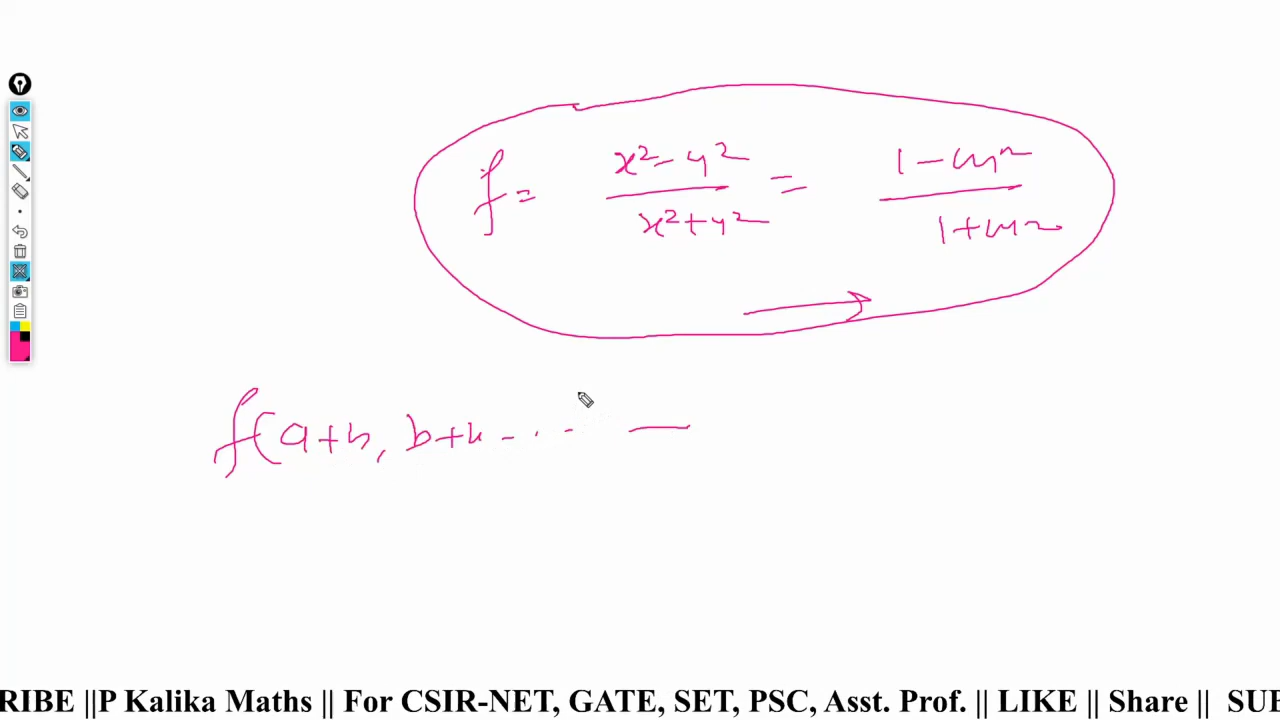 f = x²-y² / x²+y² = 1-m² / 1+m²
f(a+h, b+k - . . . —
RIBE ||P Kalika Maths || For CSIR-NET, GATE, SET, PSC, Asst. Prof. || LIKE || Share || SUB